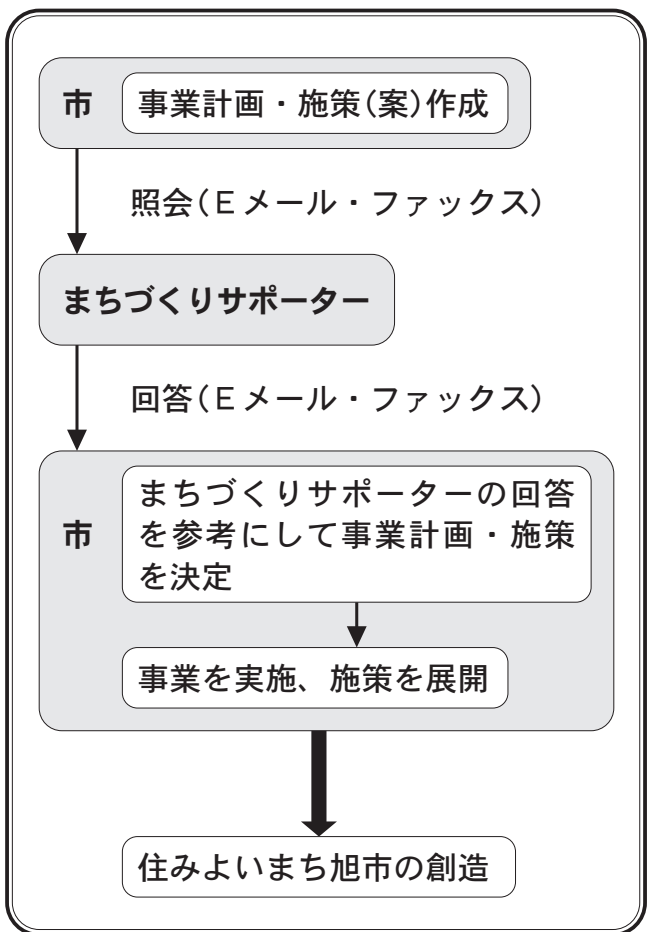 市 事業計画・施策(案)作成
照会(Eメール・ファックス)
まちづくりサポーター
回答(Eメール・ファックス)
市
まちづくりサポーターの回答
を参考にして事業計画・施策
を決定
事業を実施、施策を展開
住みよいまち旭市の創造